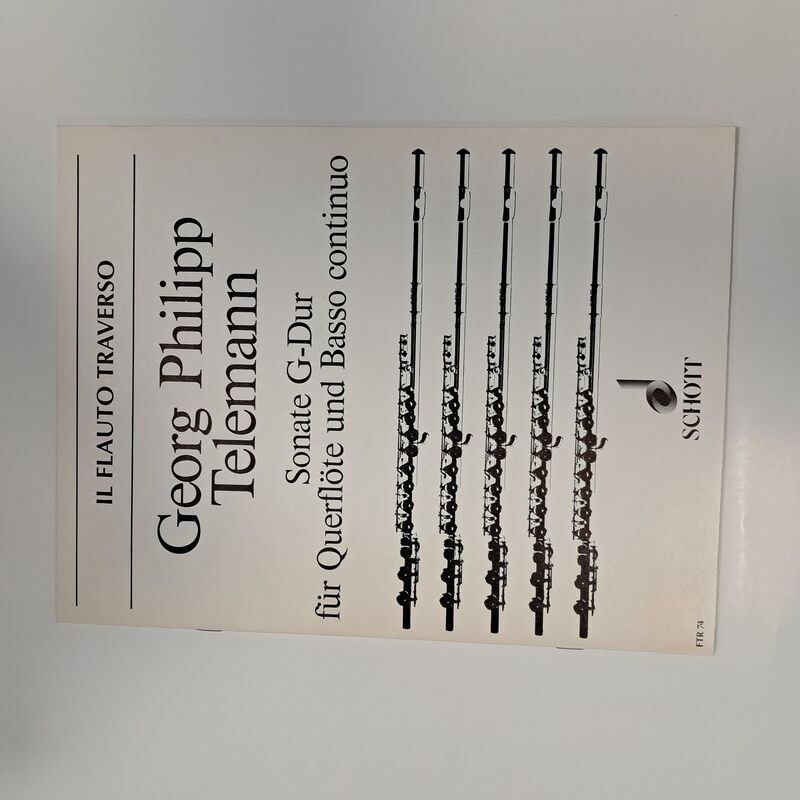 IL FLAUTO TRAVERSO
Georg Philipp
Telemann
Sonate G-Dur
für Querflöte und Basso continuo
SCHOTT
FTR 74